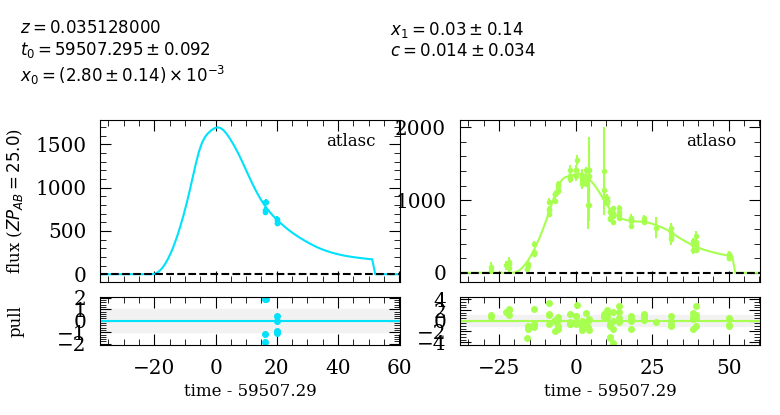 z = 0.035128000
t₀ = 59507.295 ± 0.092
x₀ = (2.80 ± 0.14) × 10⁻³
x₁ = 0.03 ± 0.14
c = 0.014 ± 0.034
flux (ZP_AB = 25.0)
1500
1000
500
0
atlasc
2000
1000
0
atlaso
pull
2
1
0
−1
−2
4
2
0
−2
−4
−20 0 20 40 60
−25 0 25 50
time - 59507.29
time - 59507.29